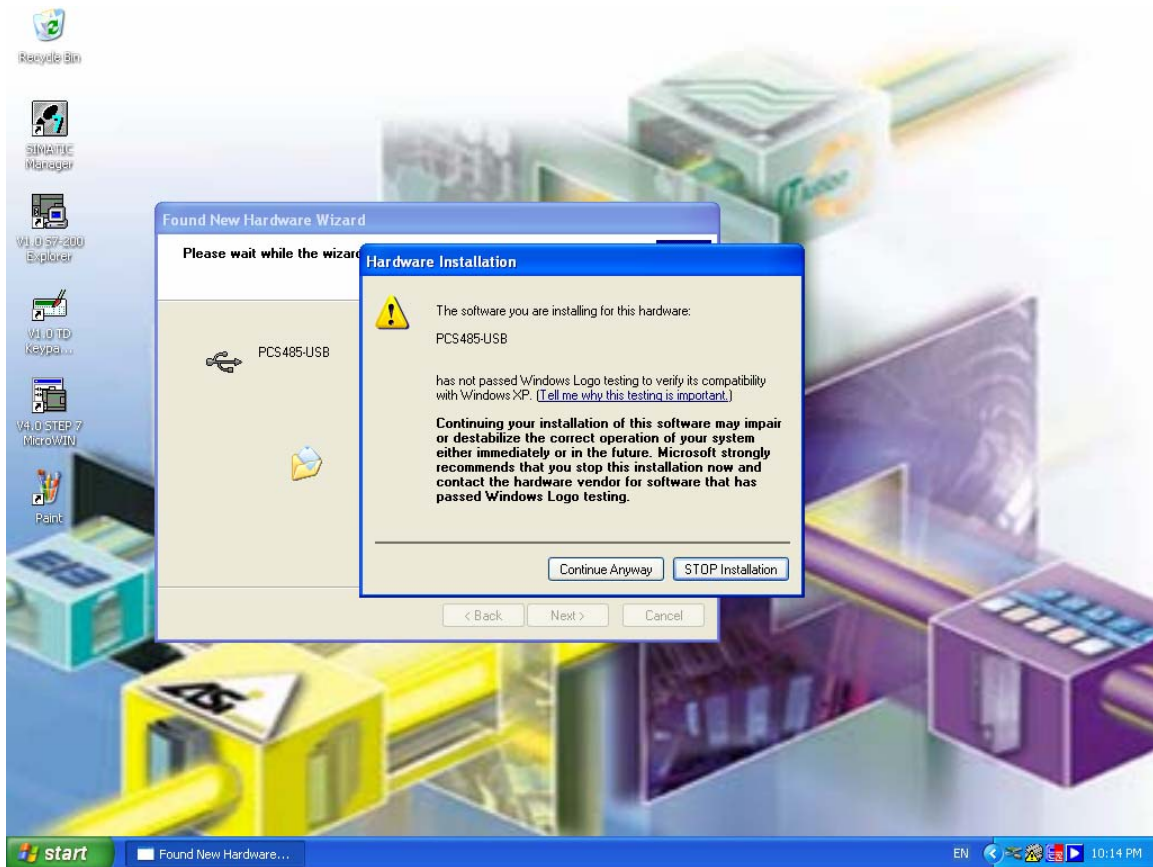 Recycle Bin
SIMATIC
Manager
V1.0 S7-200
Explorer
V1.0 TD
Keypa...
V4.0 STEP 7
MicroWIN
Paint
Found New Hardware Wizard
Please wait while the wizard
PCS485-USB
Hardware Installation
The software you are installing for this hardware:
PCS485-USB
has not passed Windows Logo testing to verify its compatibility
with Windows XP. (Tell me why this testing is important.)
Continuing your installation of this software may impair
or destabilize the correct operation of your system
either immediately or in the future. Microsoft strongly
recommends that you stop this installation now and
contact the hardware vendor for software that has
passed Windows Logo testing.
Continue Anyway STOP Installation
< Back Next > Cancel
start Found New Hardware... EN 10:14 PM